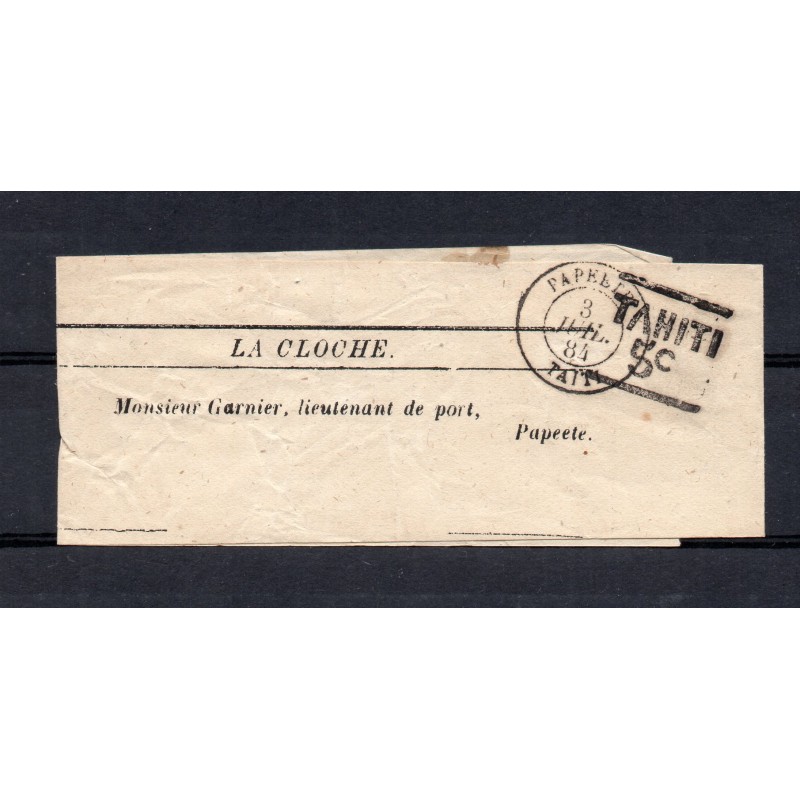 PAPEETE
3
JUIL.
84
TAITI
TAHITI
5c
LA CLOCHE.
Monsieur Garnier, lieutenant de port,
Papeete.